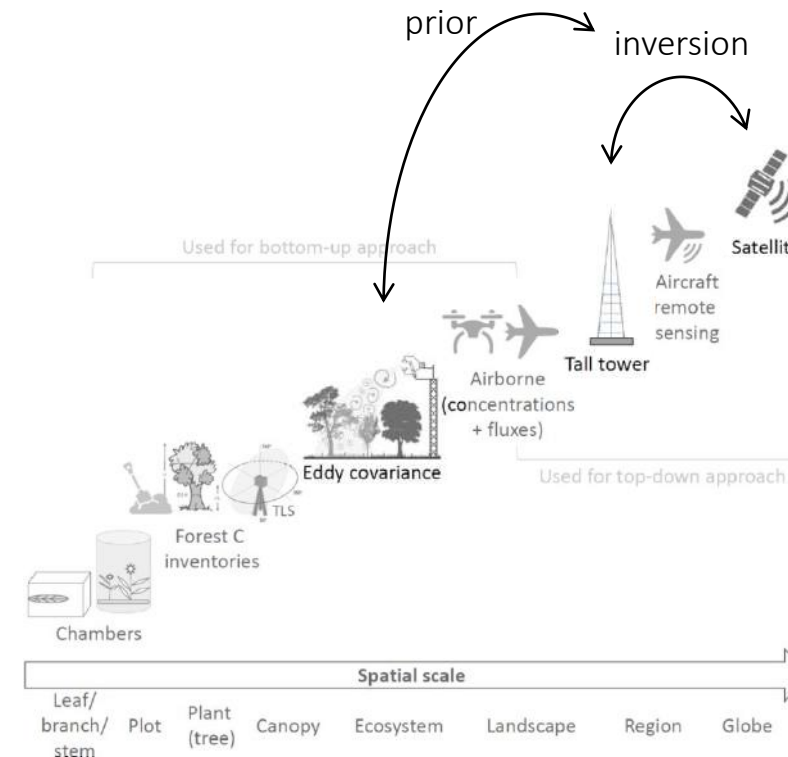 prior
inversion
Used for bottom-up approach
Satellit
Aircraft
remote
sensing
Tall tower
Airborne
(concentrations
+ fluxes)
Eddy covariance
Used for top-down approach
TLS
Forest C
inventories
Chambers
Spatial scale
Leaf/
branch/
stem
Plot
Plant
(tree)
Canopy
Ecosystem
Landscape
Region
Globe